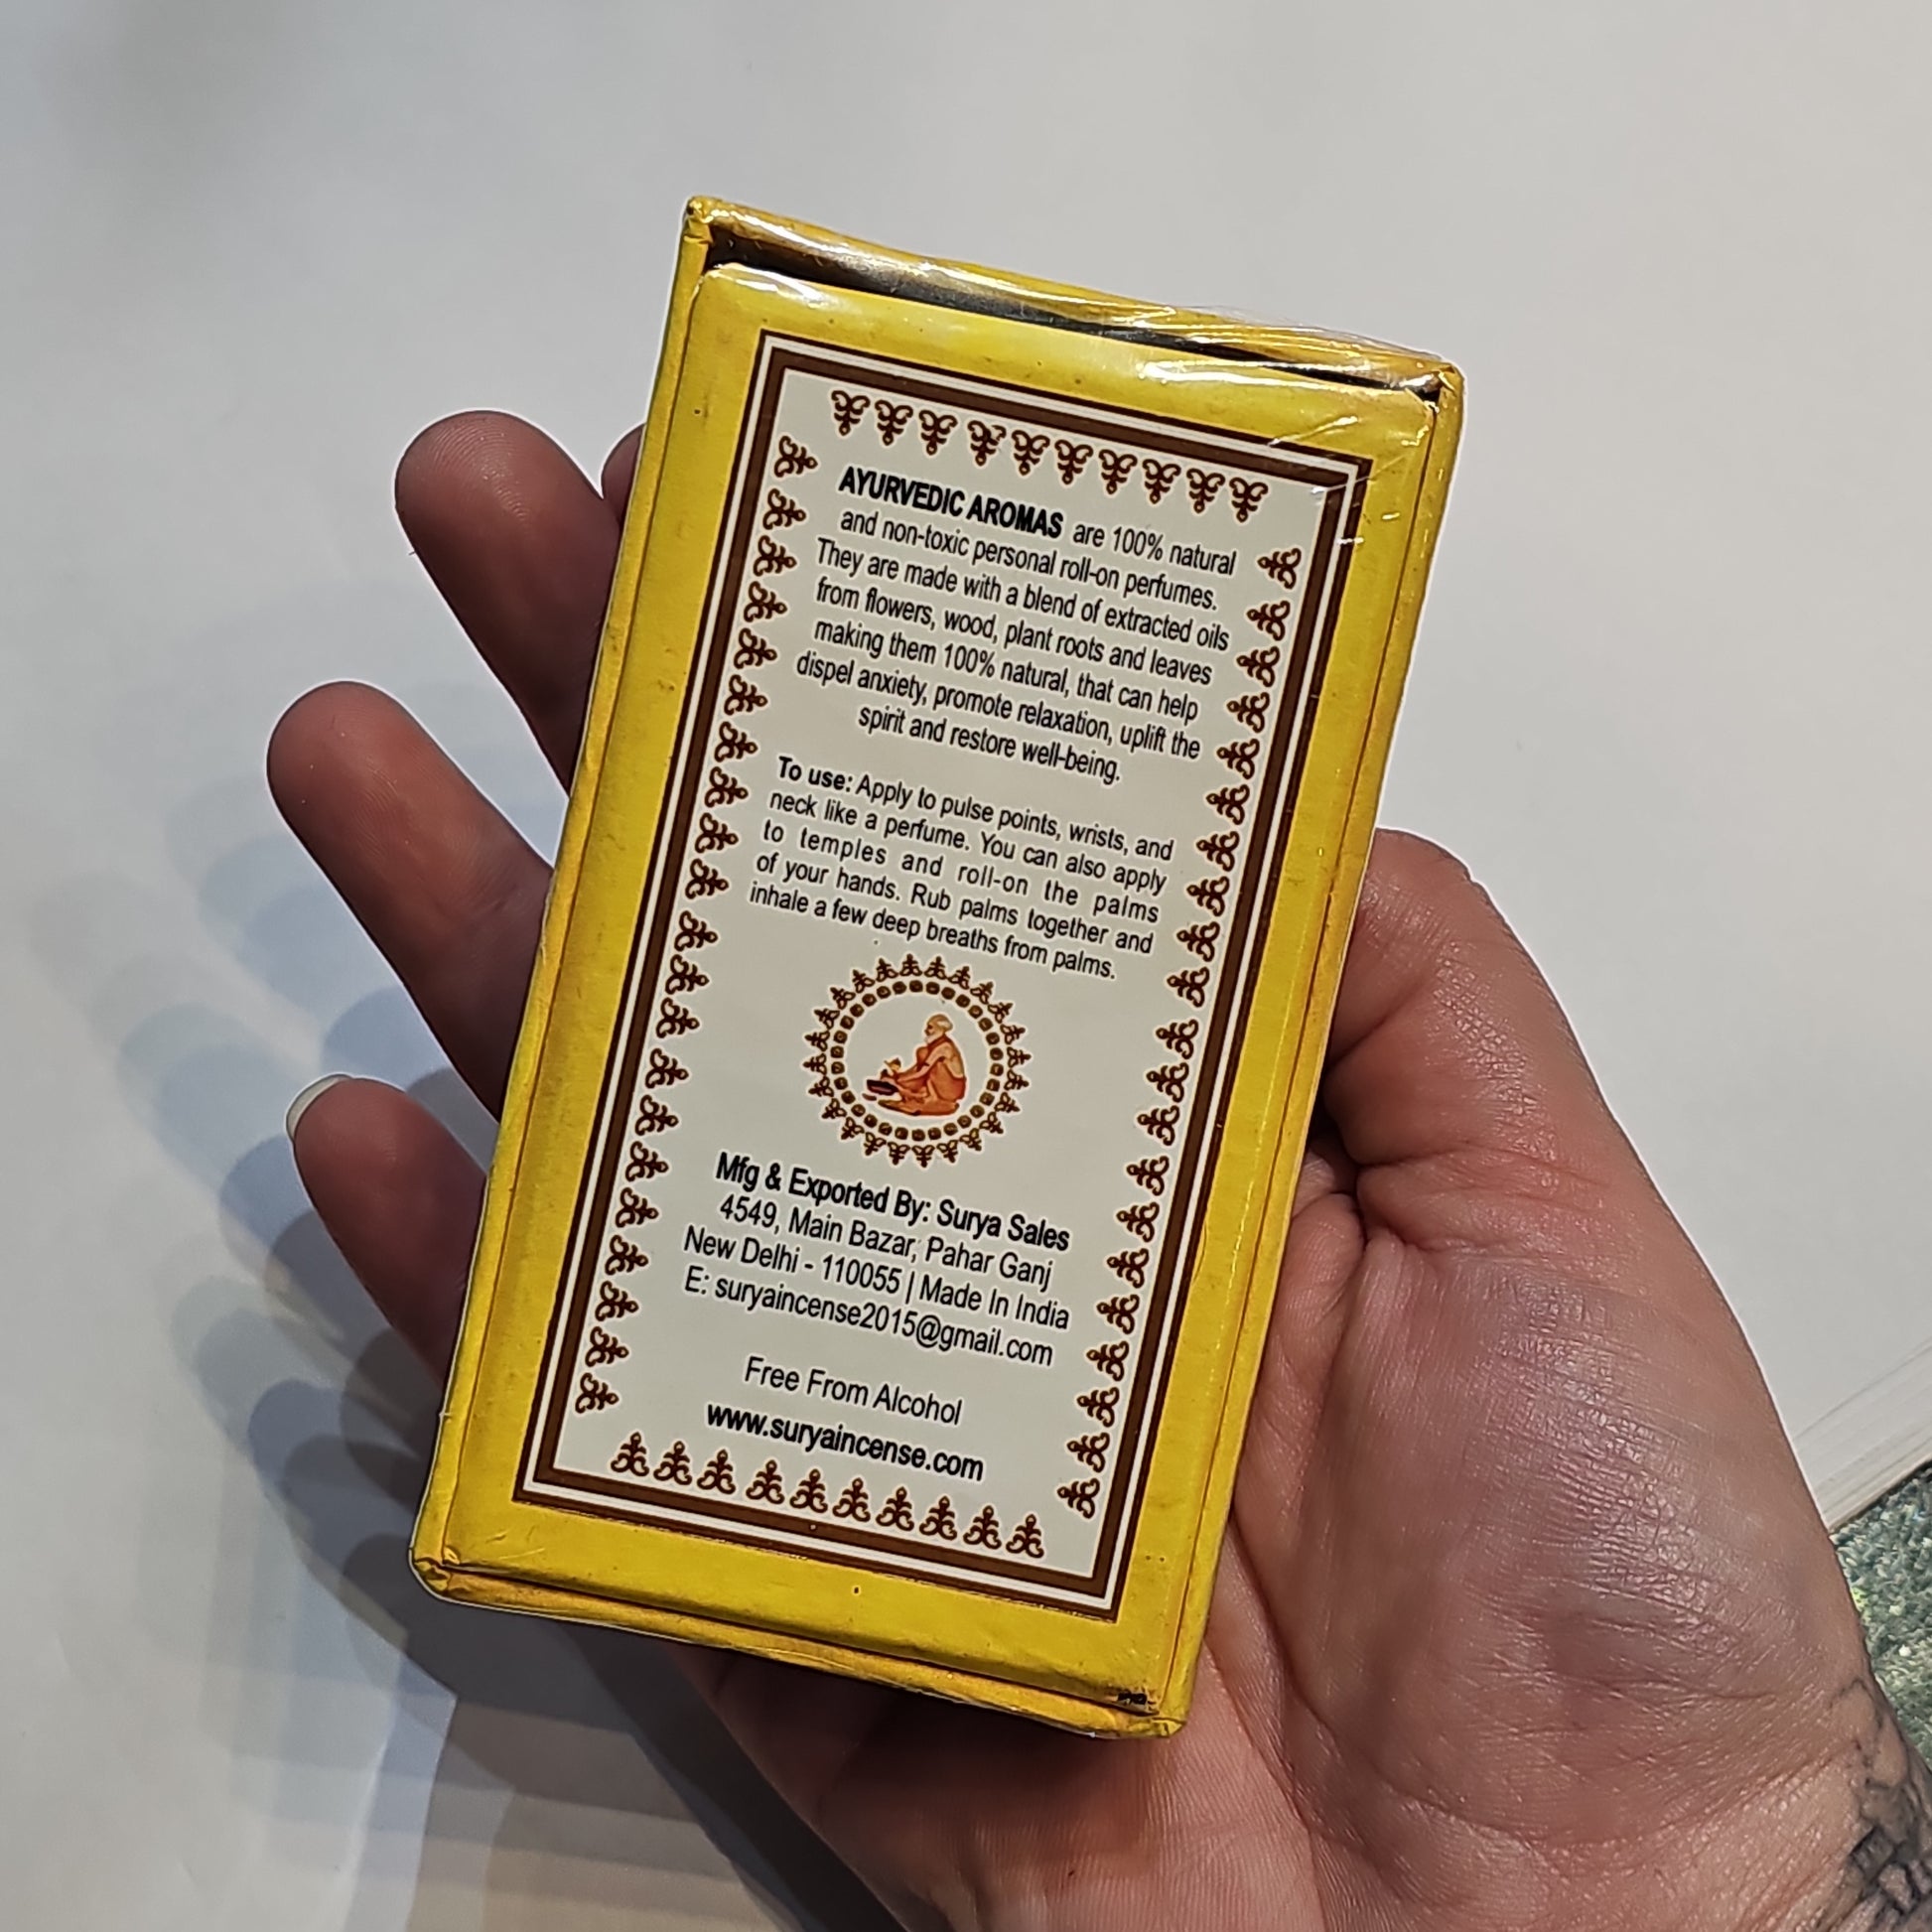 AYURVEDIC AROMAS are 100% natural
and non-toxic personal roll-on perfumes.
They are made with a blend of extracted oils
from flowers, wood, plant roots and leaves
making them 100% natural, that can help
dispel anxiety, promote relaxation, uplift the
spirit and restore well-being.
To use: Apply to pulse points, wrists, and
neck like a perfume. You can also apply
to temples and roll-on the palms
of your hands. Rub palms together and
inhale a few deep breaths from palms.
Mfg & Exported By: Surya Sales
4549, Main Bazar, Pahar Ganj
New Delhi - 110055 | Made In India
E: suryaincense2015@gmail.com
Free From Alcohol
www.suryaincense.com